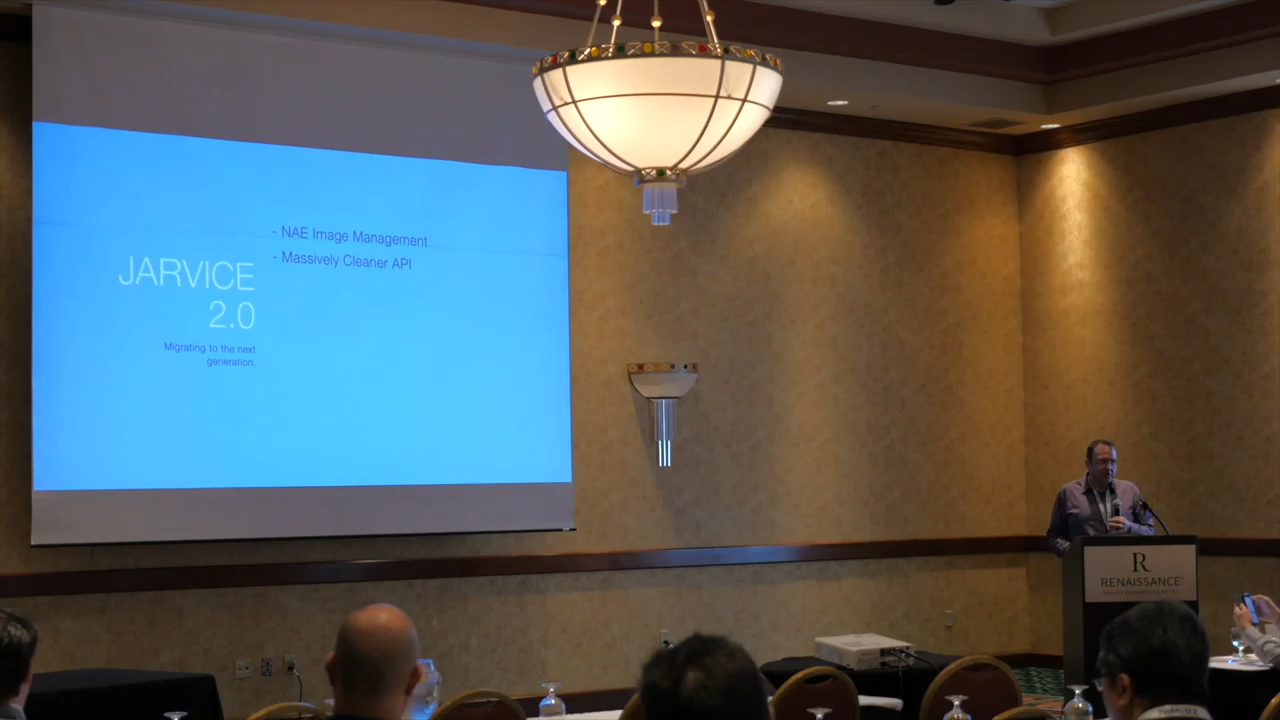 JARVICE
2.0
Migrating to the next
generation.
- NAE Image Management
- Massively Cleaner API
R
RENAISSANCE